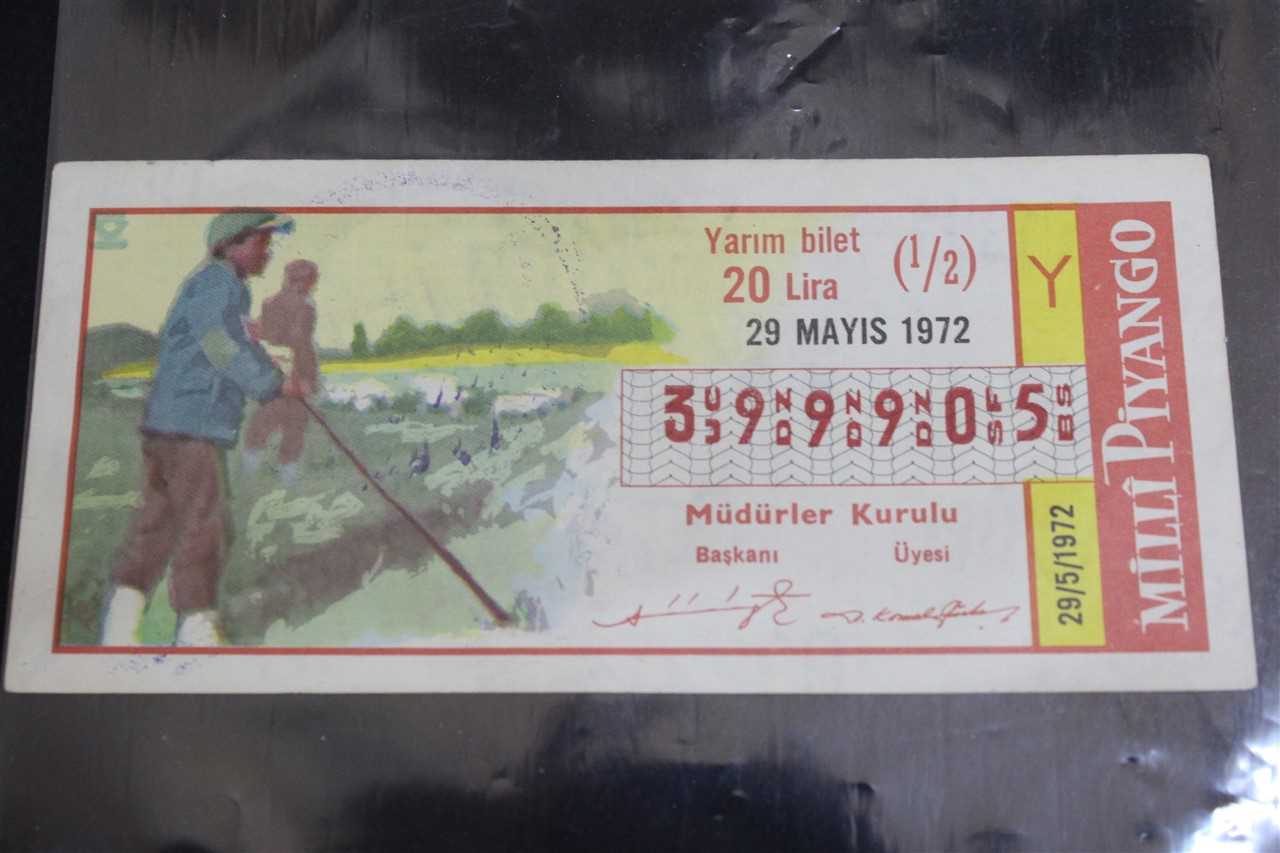 Yarım bilet (1/2)
20 Lira
29 MAYIS 1972
Y
399905
Müdürler Kurulu
Başkanı Üyesi
29/5/1972
MİLLÎ PİYANGO